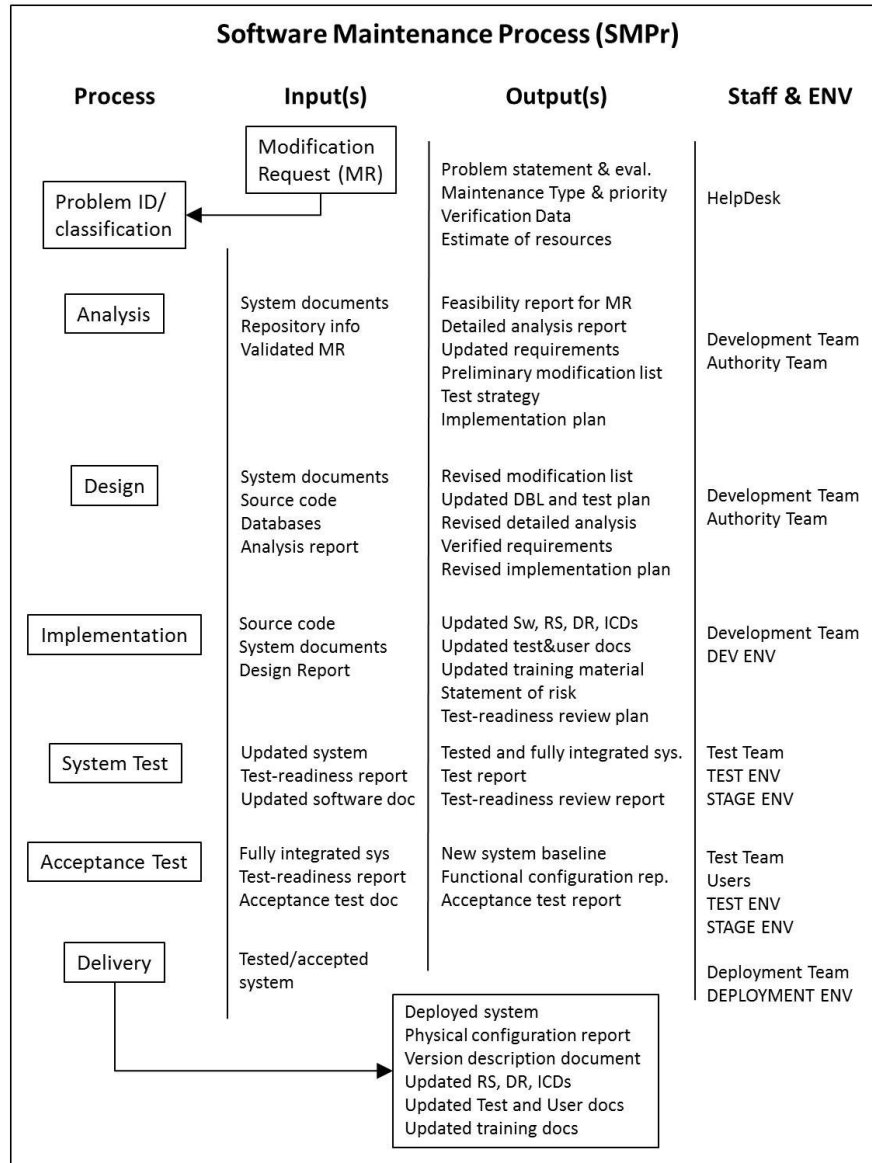 Software Maintenance Process (SMPr)
Process
Input(s)
Output(s)
Staff & ENV
Problem ID/
classification
Modification
Request (MR)
Problem statement & eval.
Maintenance Type & priority
Verification Data
Estimate of resources
HelpDesk
Analysis
System documents
Repository info
Validated MR
Feasibility report for MR
Detailed analysis report
Updated requirements
Preliminary modification list
Test strategy
Implementation plan
Development Team
Authority Team
Design
System documents
Source code
Databases
Analysis report
Revised modification list
Updated DBL and test plan
Revised detailed analysis
Verified requirements
Revised implementation plan
Development Team
Authority Team
Implementation
Source code
System documents
Design Report
Updated Sw, RS, DR, ICDs
Updated test&user docs
Updated training material
Statement of risk
Test-readiness review plan
Development Team
DEV ENV
System Test
Updated system
Test-readiness report
Updated software doc
Tested and fully integrated sys.
Test report
Test-readiness review report
Test Team
TEST ENV
STAGE ENV
Acceptance Test
Fully integrated sys
Test-readiness report
Acceptance test doc
New system baseline
Functional configuration rep.
Acceptance test report
Test Team
Users
TEST ENV
STAGE ENV
Delivery
Tested/accepted
system
Deployment Team
DEPLOYMENT ENV
Deployed system
Physical configuration report
Version description document
Updated RS, DR, ICDs
Updated Test and User docs
Updated training docs